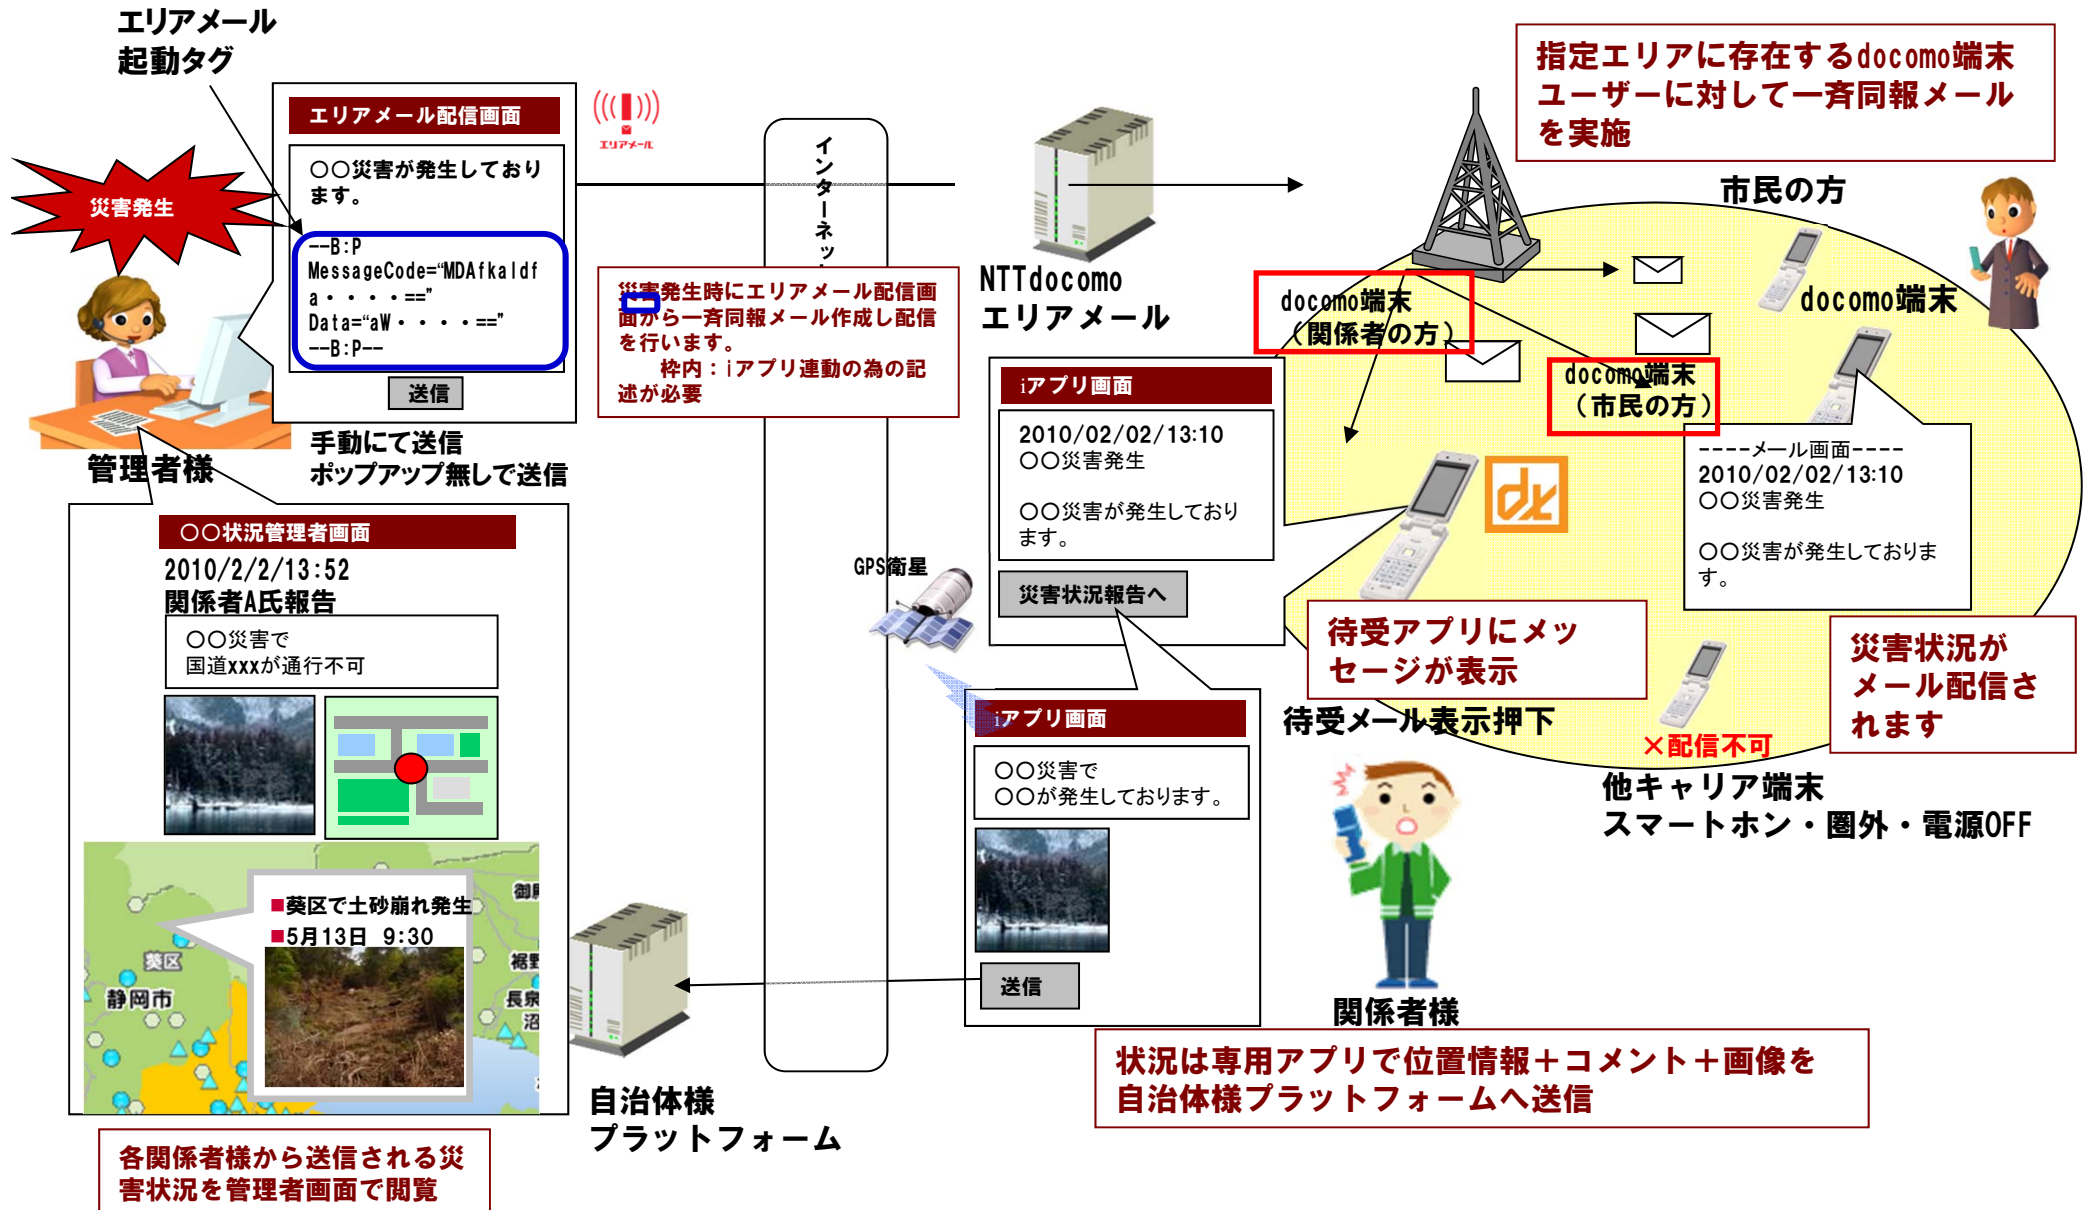 エリアメール
起動タグ
災害発生
エリアメール配信画面
〇〇災害が発生しており
ます。
--B:P
MessageCode=“MDAfkaldf
a・・・・==”
Data=“aW・・・・==”
--B:P--
送信
手動にて送信
ポップアップ無しで送信
管理者様
エリアメール
インターネッ
災害発生時にエリアメール配信画
面から一斉同報メール作成し配信
を行います。
枠内：iアプリ連動の為の記
述が必要
NTTdocomo
エリアメール
指定エリアに存在するdocomo端末
ユーザーに対して一斉同報メール
を実施
市民の方
docomo端末
docomo端末
（関係者の方）
docomo端末
（市民の方）
iアプリ画面
2010/02/02/13:10
〇〇災害発生
〇〇災害が発生しており
ます。
災害状況報告へ
----メール画面----
2010/02/02/13:10
〇〇災害発生
〇〇災害が発生しておりま
す。
待受アプリにメッ
セージが表示
待受メール表示押下
災害状況が
メール配信さ
れます
×配信不可
他キャリア端末
スマートホン・圏外・電源OFF
GPS衛星
〇〇状況管理者画面
2010/2/2/13:52
関係者A氏報告
〇〇災害で
国道xxxが通行不可
■葵区で土砂崩れ発生
■5月13日 9:30
葵区
静岡市
御
裾野
長泉
沼
自治体様
プラットフォーム
iアプリ画面
〇〇災害で
〇〇が発生しております。
送信
関係者様
状況は専用アプリで位置情報＋コメント＋画像を
自治体様プラットフォームへ送信
各関係者様から送信される災
害状況を管理者画面で閲覧